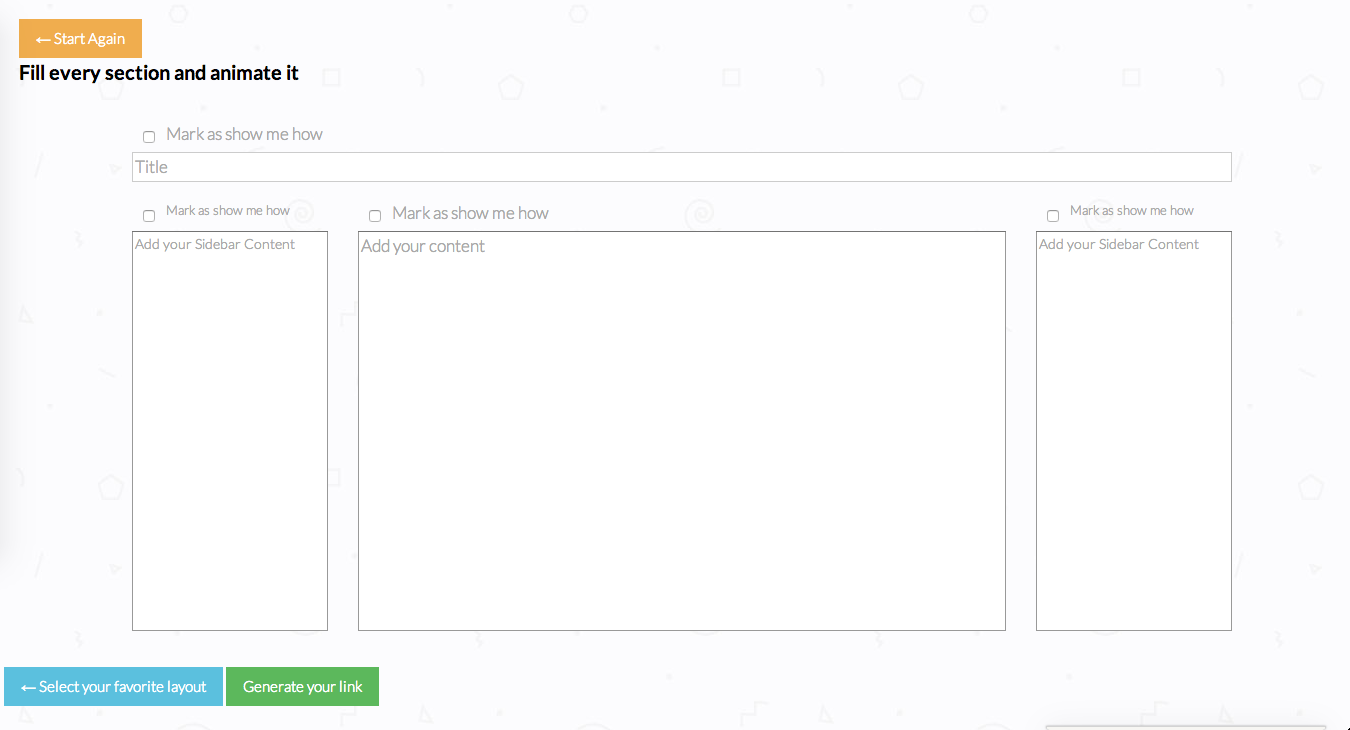 ← Start Again
Fill every section and animate it
Mark as show me how
Title
Mark as show me how
Mark as show me how
Mark as show me how
Add your Sidebar Content
Add your content
Add your Sidebar Content
← Select your favorite layout
Generate your link